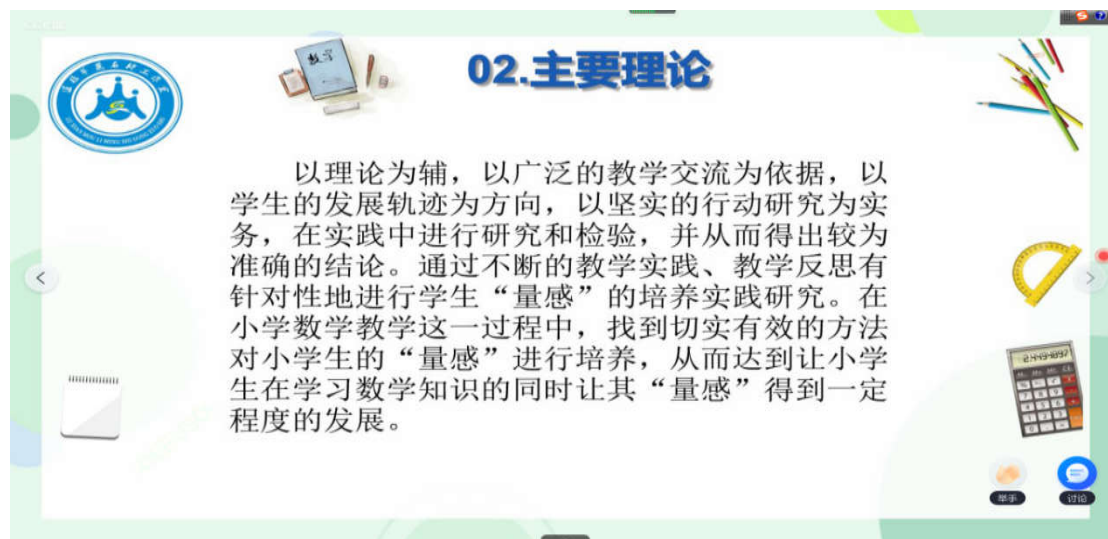 02.主要理论
数学
以理论为辅，以广泛的教学交流为依据，以
学生的发展轨迹为方向，以坚实的行动研究为实
务，在实践中进行研究和检验，并从而得出较为
准确的结论。通过不断的教学实践、教学反思有
针对性地进行学生“量感”的培养实践研究。在
小学数学教学这一过程中，找到切实有效的方法
对小学生的“量感”进行培养，从而达到让小学
生在学习数学知识的同时让其“量感”得到一定
程度的发展。
举手
讨论